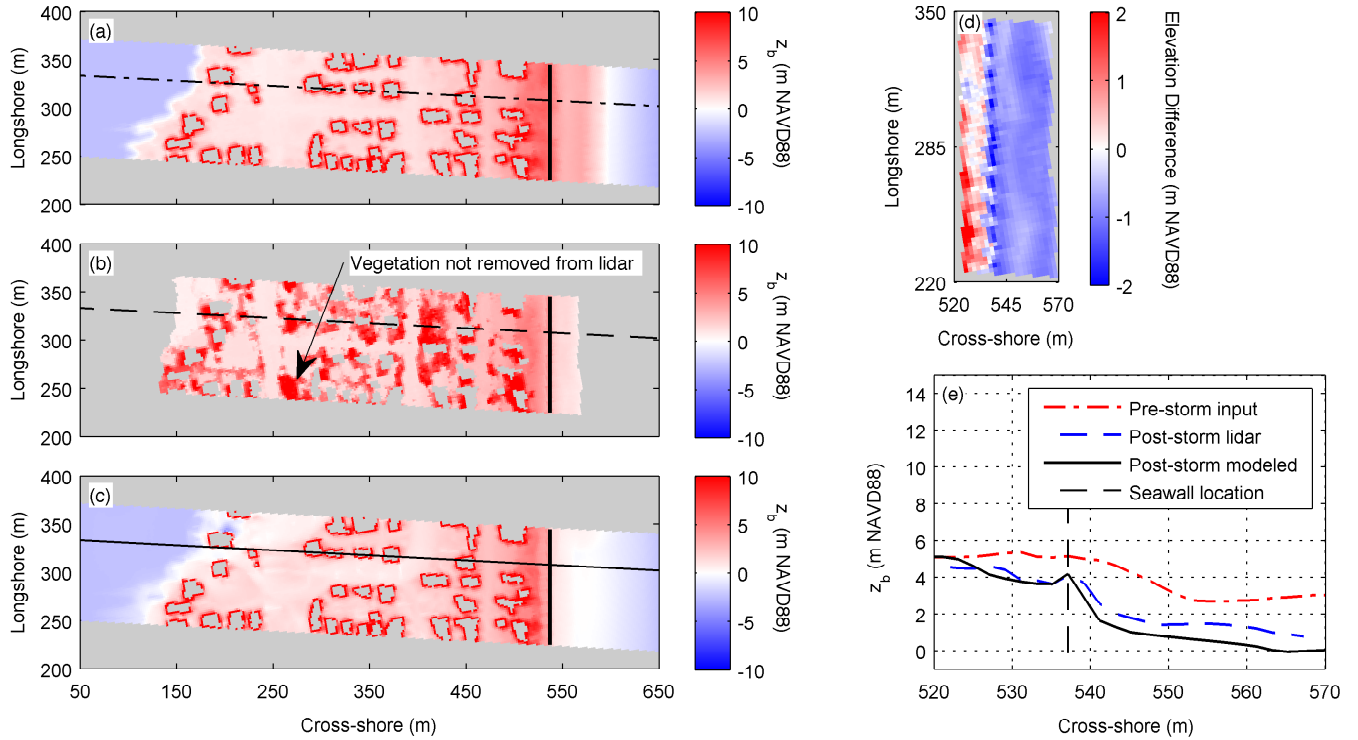 (a)
400
350
300
250
200
Longshore (m)
10
5
0
-5
-10
z_b (m NAVD88)
(b)
Vegetation not removed from lidar
400
350
300
250
200
Longshore (m)
10
5
0
-5
-10
z_b (m NAVD88)
(c)
400
350
300
250
200
Longshore (m)
50
150
250
350
450
550
650
Cross-shore (m)
10
5
0
-5
-10
z_b (m NAVD88)
(d)
350
285
220
Longshore (m)
520
545
570
Cross-shore (m)
2
1
0
-1
-2
Elevation Difference (m NAVD88)
(e)
14
12
10
8
6
4
2
0
z_b (m NAVD88)
Pre-storm input
Post-storm lidar
Post-storm modeled
Seawall location
520
530
540
550
560
570
Cross-shore (m)